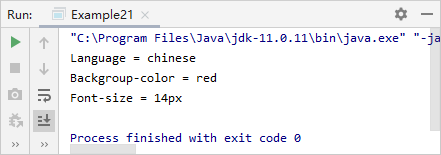 Run: Example21
"C:\Program Files\Java\jdk-11.0.11\bin\java.exe" "-ja
Language = chinese
Backgroup-color = red
Font-size = 14px
Process finished with exit code 0